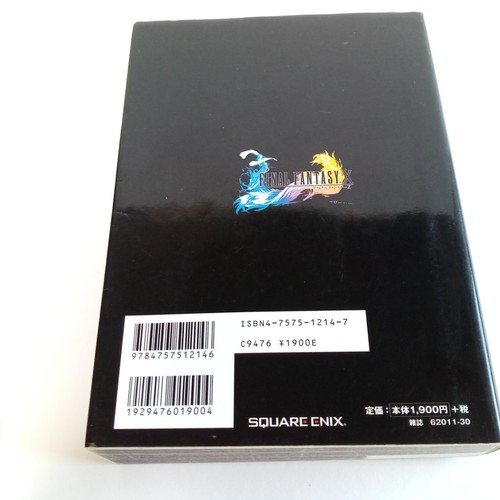 FINAL FANTASY X
ISBN4-7575-1214-7
C9476 ¥1900E
9784757512146
1929476019004
SQUARE ENIX.
定価：本体1,900円＋税
雑誌 62011-30